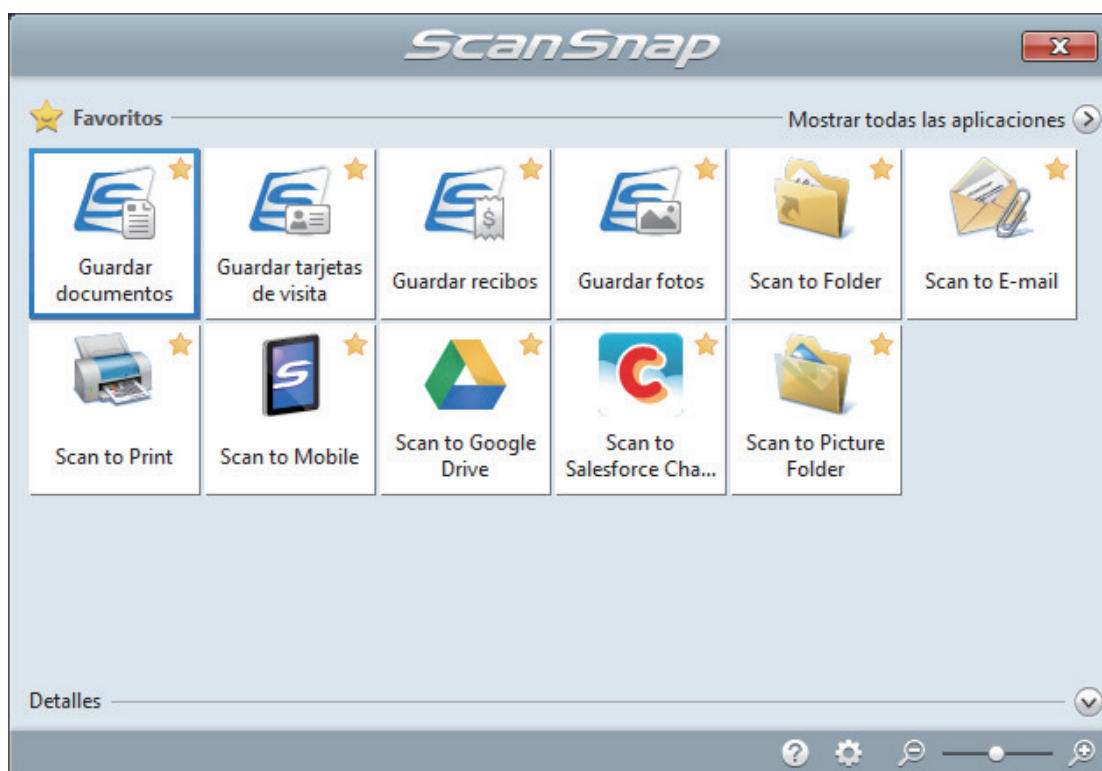 ScanSnap
Favoritos
Mostrar todas las aplicaciones
Guardar
documentos
Guardar tarjetas
de visita
Guardar recibos
Guardar fotos
Scan to Folder
Scan to E-mail
Scan to Print
Scan to Mobile
Scan to Google
Drive
Scan to
Salesforce Cha...
Scan to Picture
Folder
Detalles